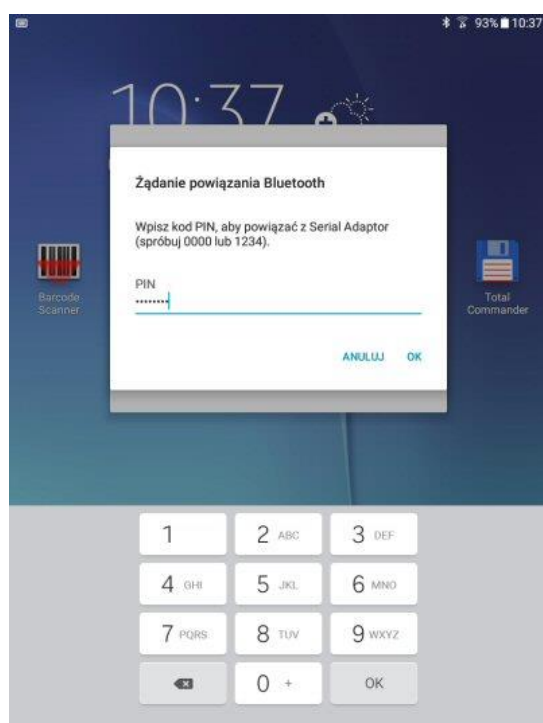 93% 10:37
10:37
Żądanie powiązania Bluetooth
Wpisz kod PIN, aby powiązać z Serial Adaptor
(spróbuj 0000 lub 1234).
PIN
••••••••
ANULUJ OK
Barcode
Scanner
Total
Commander
1 2 ABC 3 DEF
4 GHI 5 JKL 6 MNO
7 PQRS 8 TUV 9 WXYZ
0 + OK